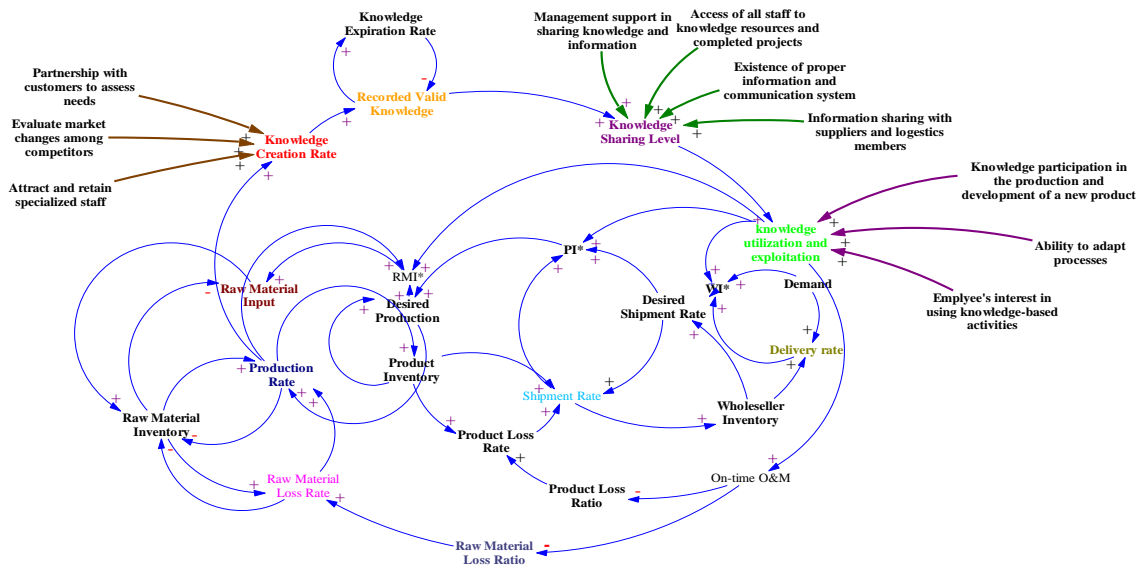 Knowledge
Expiration Rate
Management support in
sharing knowledge and
information
Access of all staff to
knowledge resources and
completed projects
Partnership with
customers to assess
needs
Existence of proper
information and
communication system
Recorded Valid
Knowledge
Evaluate market
changes among
competitors
Knowledge
Creation Rate
Knowledge
Sharing Level
Information sharing with
suppliers and logestics
members
Attract and retain
specialized staff
Knowledge participation in
the production and
development of a new product
knowledge
utilization and
exploitation
Ability to adapt
processes
PI*
RMI*
Raw Material
Input
Desired
Production
Desired
Shipment Rate
WI*
Demand
Emplyee's interest in
using knowledge-based
activities
Delivery rate
Production
Rate
Product
Inventory
Shipment Rate
Wholeseller
Inventory
Raw Material
Inventory
Product Loss
Rate
Raw Material
Loss Rate
Product Loss
Ratio
On-time O&M
Raw Material
Loss Ratio